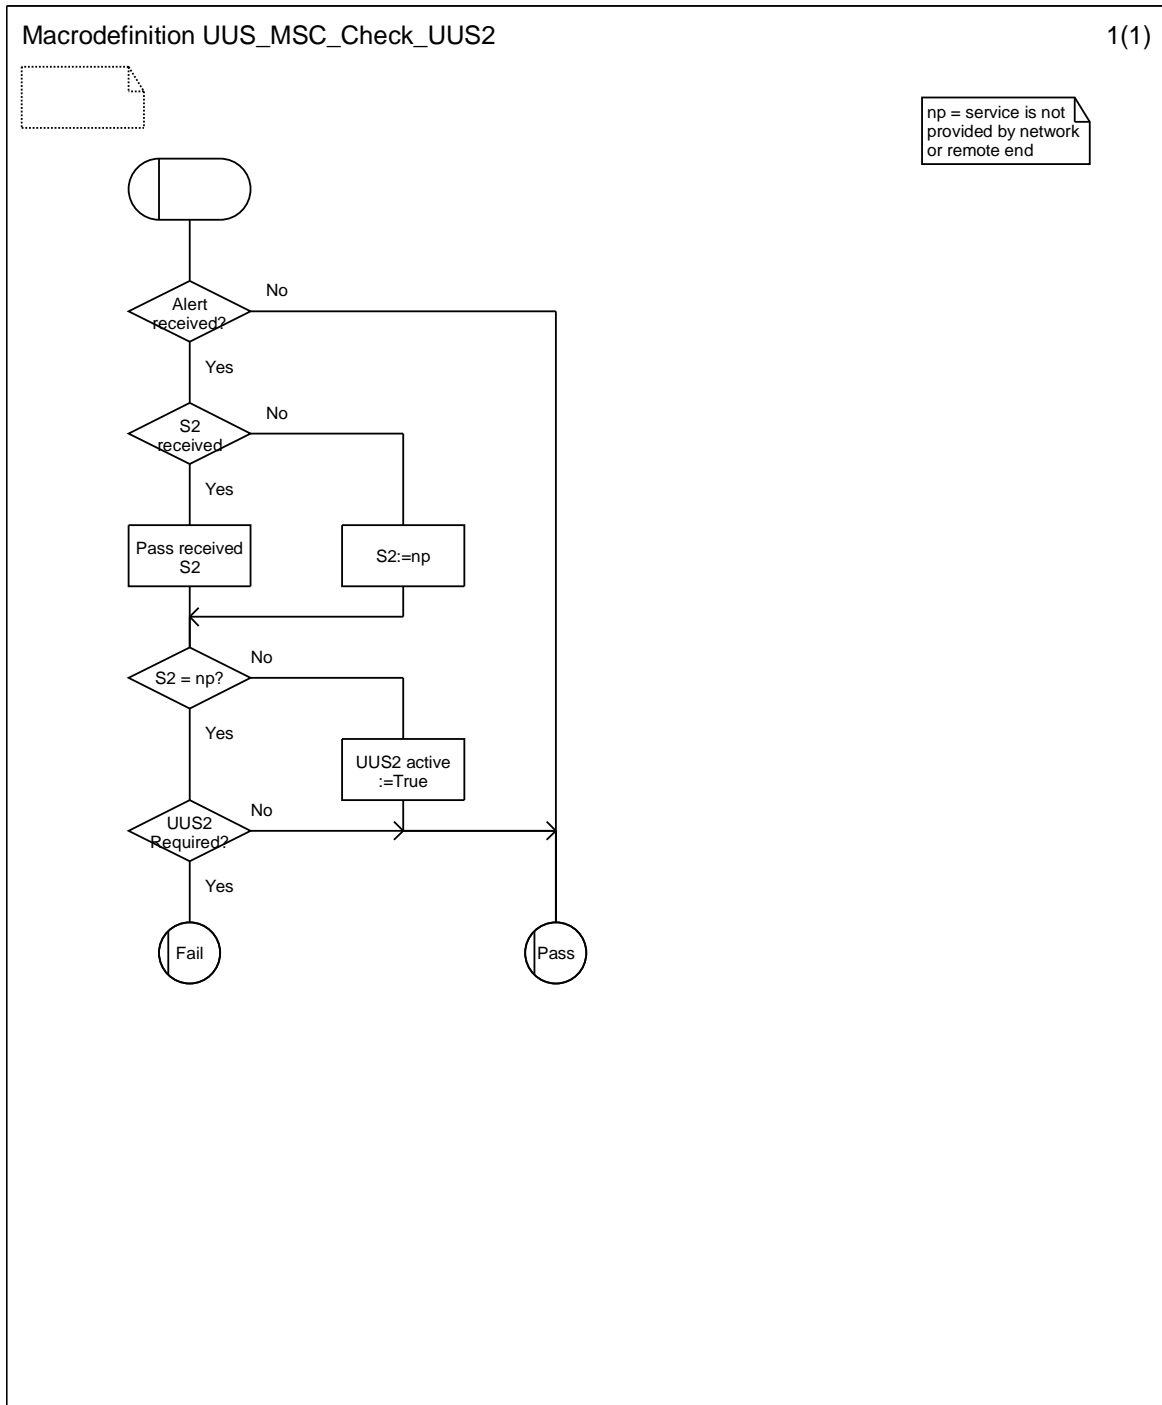 Macrodefinition UUS_MSC_Check_UUS2
1(1)
np = service is not
provided by network
or remote end
Alert
received?
No
Yes
S2
received
No
Yes
Pass received
S2
S2:=np
S2 = np?
No
Yes
UUS2 active
:=True
UUS2
Required?
No
Yes
Fail
Pass